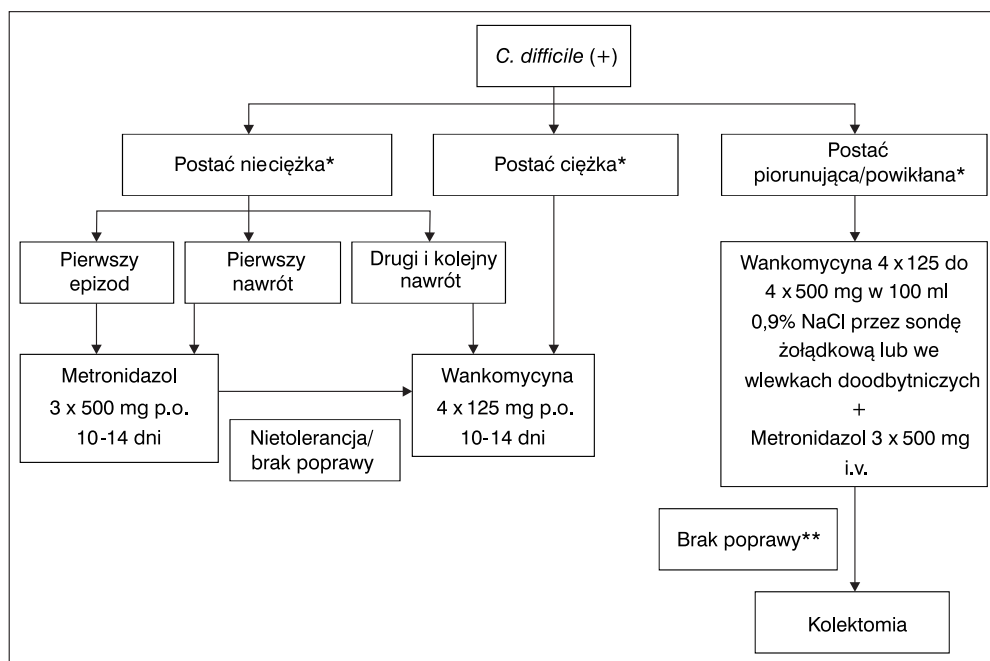 C. difficile (+)
Postać nieciężka*
Postać ciężka*
Postać
piorunująca/powikłana*
Pierwszy
epizod
Pierwszy
nawrót
Drugi i kolejny
nawrót
Metronidazol
3 x 500 mg p.o.
10-14 dni
Nietolerancja/
brak poprawy
Wankomycyna
4 x 125 mg p.o.
10-14 dni
Wankomycyna 4 x 125 do
4 x 500 mg w 100 ml
0,9% NaCl przez sondę
żołądkową lub we
wlewkach doodbytniczych
+
Metronidazol 3 x 500 mg
i.v.
Brak poprawy**
Kolektomia